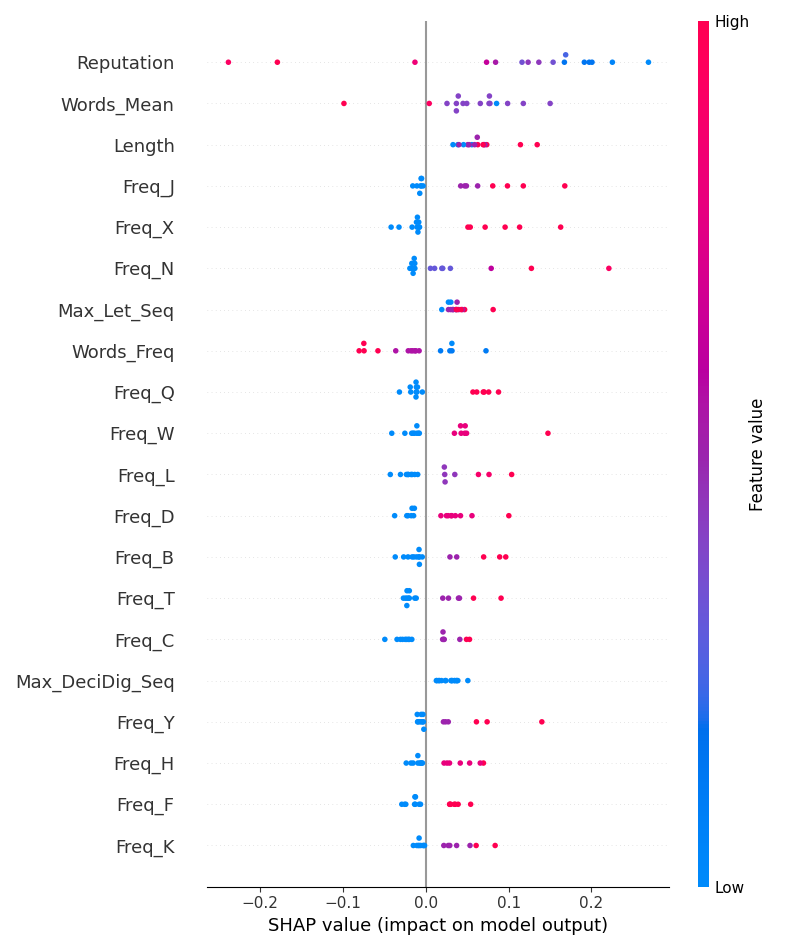 High
Reputation
Words_Mean
Length
Freq_J
Freq_X
Freq_N
Max_Let_Seq
Words_Freq
Freq_Q
Freq_W
Freq_L
Freq_D
Freq_B
Freq_T
Freq_C
Max_DeciDig_Seq
Freq_Y
Freq_H
Freq_F
Freq_K
Feature value
Low
−0.2 −0.1 0.0 0.1 0.2
SHAP value (impact on model output)